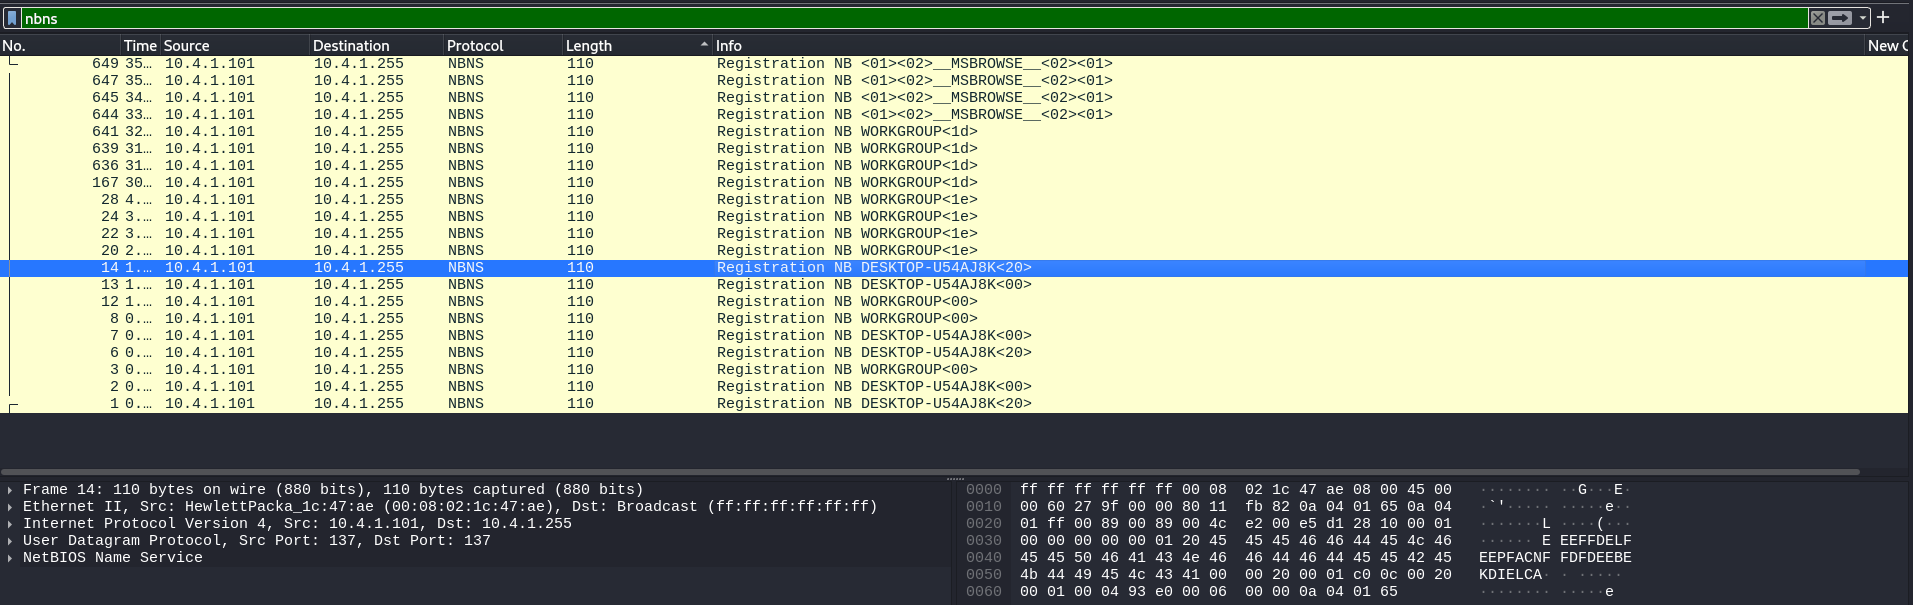 nbns
No. Time Source Destination Protocol Length Info New C
649 35… 10.4.1.101 10.4.1.255 NBNS 110 Registration NB <01><02>__MSBROWSE__<02><01>
647 35… 10.4.1.101 10.4.1.255 NBNS 110 Registration NB <01><02>__MSBROWSE__<02><01>
645 34… 10.4.1.101 10.4.1.255 NBNS 110 Registration NB <01><02>__MSBROWSE__<02><01>
644 33… 10.4.1.101 10.4.1.255 NBNS 110 Registration NB <01><02>__MSBROWSE__<02><01>
641 32… 10.4.1.101 10.4.1.255 NBNS 110 Registration NB WORKGROUP<1d>
639 31… 10.4.1.101 10.4.1.255 NBNS 110 Registration NB WORKGROUP<1d>
636 31… 10.4.1.101 10.4.1.255 NBNS 110 Registration NB WORKGROUP<1d>
167 30… 10.4.1.101 10.4.1.255 NBNS 110 Registration NB WORKGROUP<1d>
28 4.… 10.4.1.101 10.4.1.255 NBNS 110 Registration NB WORKGROUP<1e>
24 3.… 10.4.1.101 10.4.1.255 NBNS 110 Registration NB WORKGROUP<1e>
22 3.… 10.4.1.101 10.4.1.255 NBNS 110 Registration NB WORKGROUP<1e>
20 2.… 10.4.1.101 10.4.1.255 NBNS 110 Registration NB WORKGROUP<1e>
14 1.… 10.4.1.101 10.4.1.255 NBNS 110 Registration NB DESKTOP-U54AJ8K<20>
13 1.… 10.4.1.101 10.4.1.255 NBNS 110 Registration NB DESKTOP-U54AJ8K<00>
12 1.… 10.4.1.101 10.4.1.255 NBNS 110 Registration NB WORKGROUP<00>
8 0.… 10.4.1.101 10.4.1.255 NBNS 110 Registration NB WORKGROUP<00>
7 0.… 10.4.1.101 10.4.1.255 NBNS 110 Registration NB DESKTOP-U54AJ8K<00>
6 0.… 10.4.1.101 10.4.1.255 NBNS 110 Registration NB DESKTOP-U54AJ8K<20>
3 0.… 10.4.1.101 10.4.1.255 NBNS 110 Registration NB WORKGROUP<00>
2 0.… 10.4.1.101 10.4.1.255 NBNS 110 Registration NB DESKTOP-U54AJ8K<00>
1 0.… 10.4.1.101 10.4.1.255 NBNS 110 Registration NB DESKTOP-U54AJ8K<20>
Frame 14: 110 bytes on wire (880 bits), 110 bytes captured (880 bits)
Ethernet II, Src: HewlettPacka_1c:47:ae (00:08:02:1c:47:ae), Dst: Broadcast (ff:ff:ff:ff:ff:ff)
Internet Protocol Version 4, Src: 10.4.1.101, Dst: 10.4.1.255
User Datagram Protocol, Src Port: 137, Dst Port: 137
NetBIOS Name Service
0000 ff ff ff ff ff ff 00 08 02 1c 47 ae 08 00 45 00 ········ ··G···E·
0010 00 60 27 9f 00 00 80 11 fb 82 0a 04 01 65 0a 04 ·`'····· ·····e··
0020 01 ff 00 89 00 89 00 4c e2 00 e5 d1 28 10 00 01 ·······L ····(···
0030 00 00 00 00 00 01 20 45 45 45 46 46 44 45 4c 46 ······ E EEFFDELF
0040 45 45 50 46 41 43 4e 46 46 44 46 44 45 45 42 45 EEPFACNF FDFDEEBE
0050 4b 44 49 45 4c 43 41 00 00 20 00 01 c0 0c 00 20 KDIELCA· · ·····
0060 00 01 00 04 93 e0 00 06 00 00 0a 04 01 65 ········ ·····e